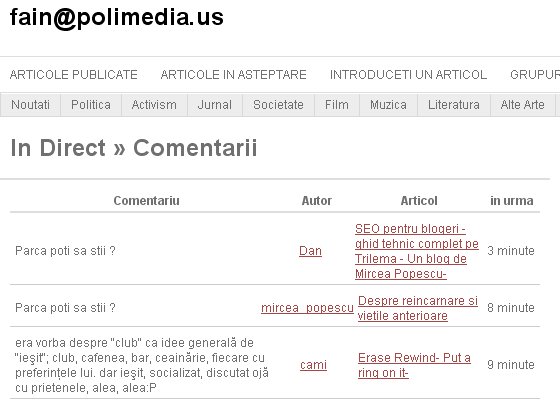 fain@polimedia.us
ARTICOLE PUBLICATE ARTICOLE IN ASTEPTARE INTRODUCETI UN ARTICOL GRUPUR
Noutati Politica Activism Jurnal Societate Film Muzica Literatura Alte Arte
In Direct » Comentarii
Comentariu Autor Articol in urma
Parca poti sa stii ? Dan SEO pentru blogeri - ghid tehnic complet pe Trilema - Un blog de Mircea Popescu- 3 minute
Parca poti sa stii ? mircea_popescu Despre reincarnare si vietile anterioare 8 minute
era vorba despre "club" ca idee generală de
"ieşit"; club, cafenea, bar, ceainărie, fiecare cu
preferinţele lui. dar ieşit, socializat, discutat ojă
cu prietenele, alea, alea:P
cami
Erase Rewind- Put a
ring on it-
9 minute